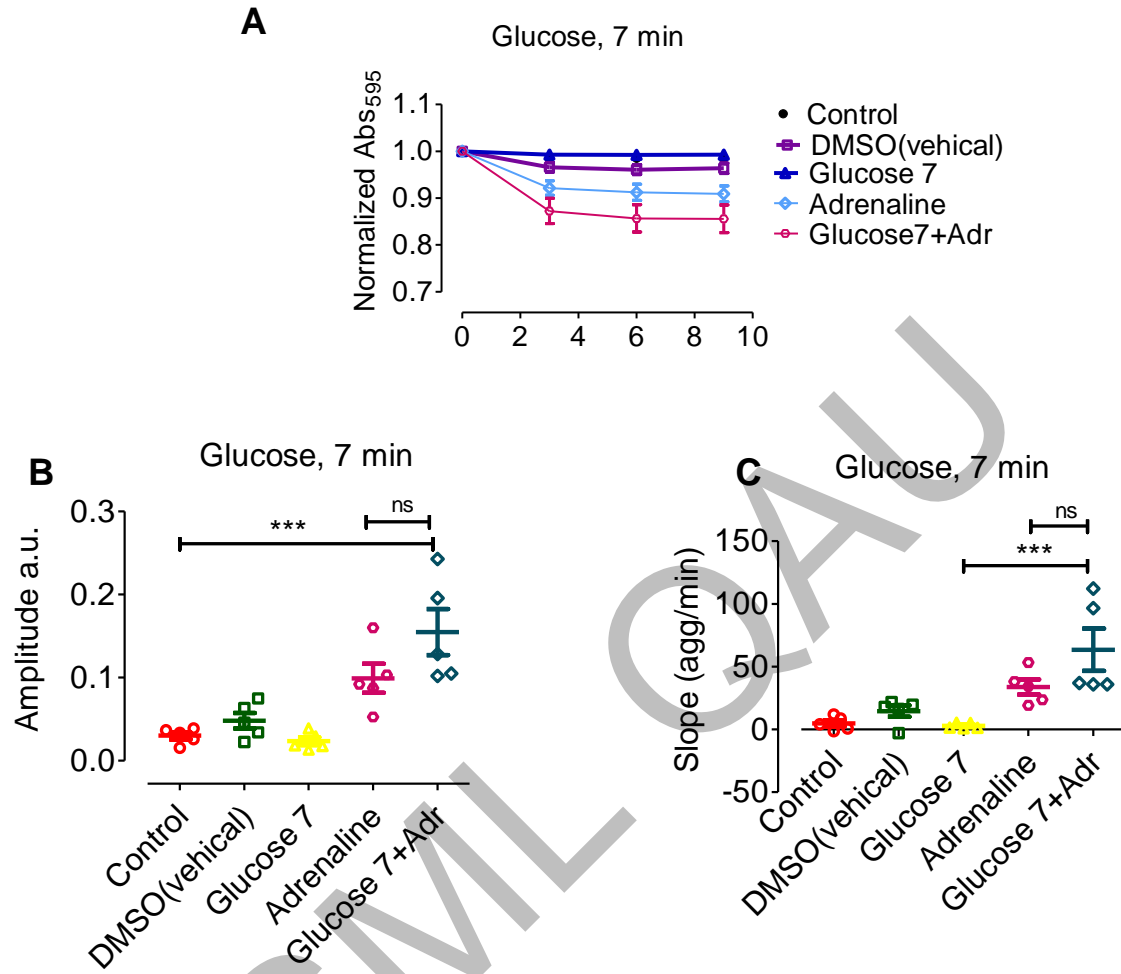 A
Glucose, 7 min
Normalized Abs595
1.1
1.0
0.9
0.8
0.7
0 2 4 6 8 10
Control
DMSO(vehical)
Glucose 7
Adrenaline
Glucose7+Adr
B
Glucose, 7 min
Amplitude a.u.
0.3
0.2
0.1
0.0
ns
***
Control
DMSO(vehical)
Glucose 7
Adrenaline
Glucose 7+Adr
C
Glucose, 7 min
Slope (agg/min)
150
100
50
0
-50
ns
***
Control
DMSO(vehical)
Glucose 7
Adrenaline
Glucose 7+Adr
ML QAU